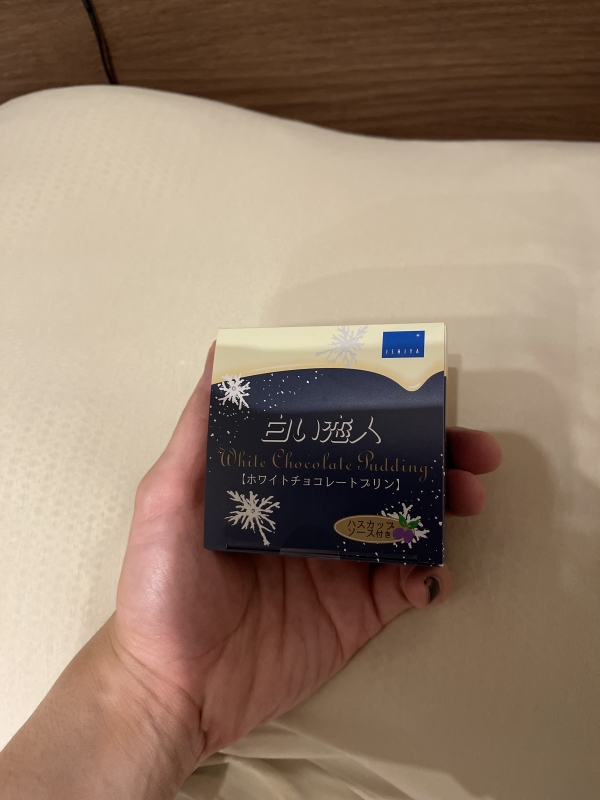 ISHIYA
白い恋人
White Chocolate Pudding
【ホワイトチョコレートプリン】
ハスカップ
ソース付き